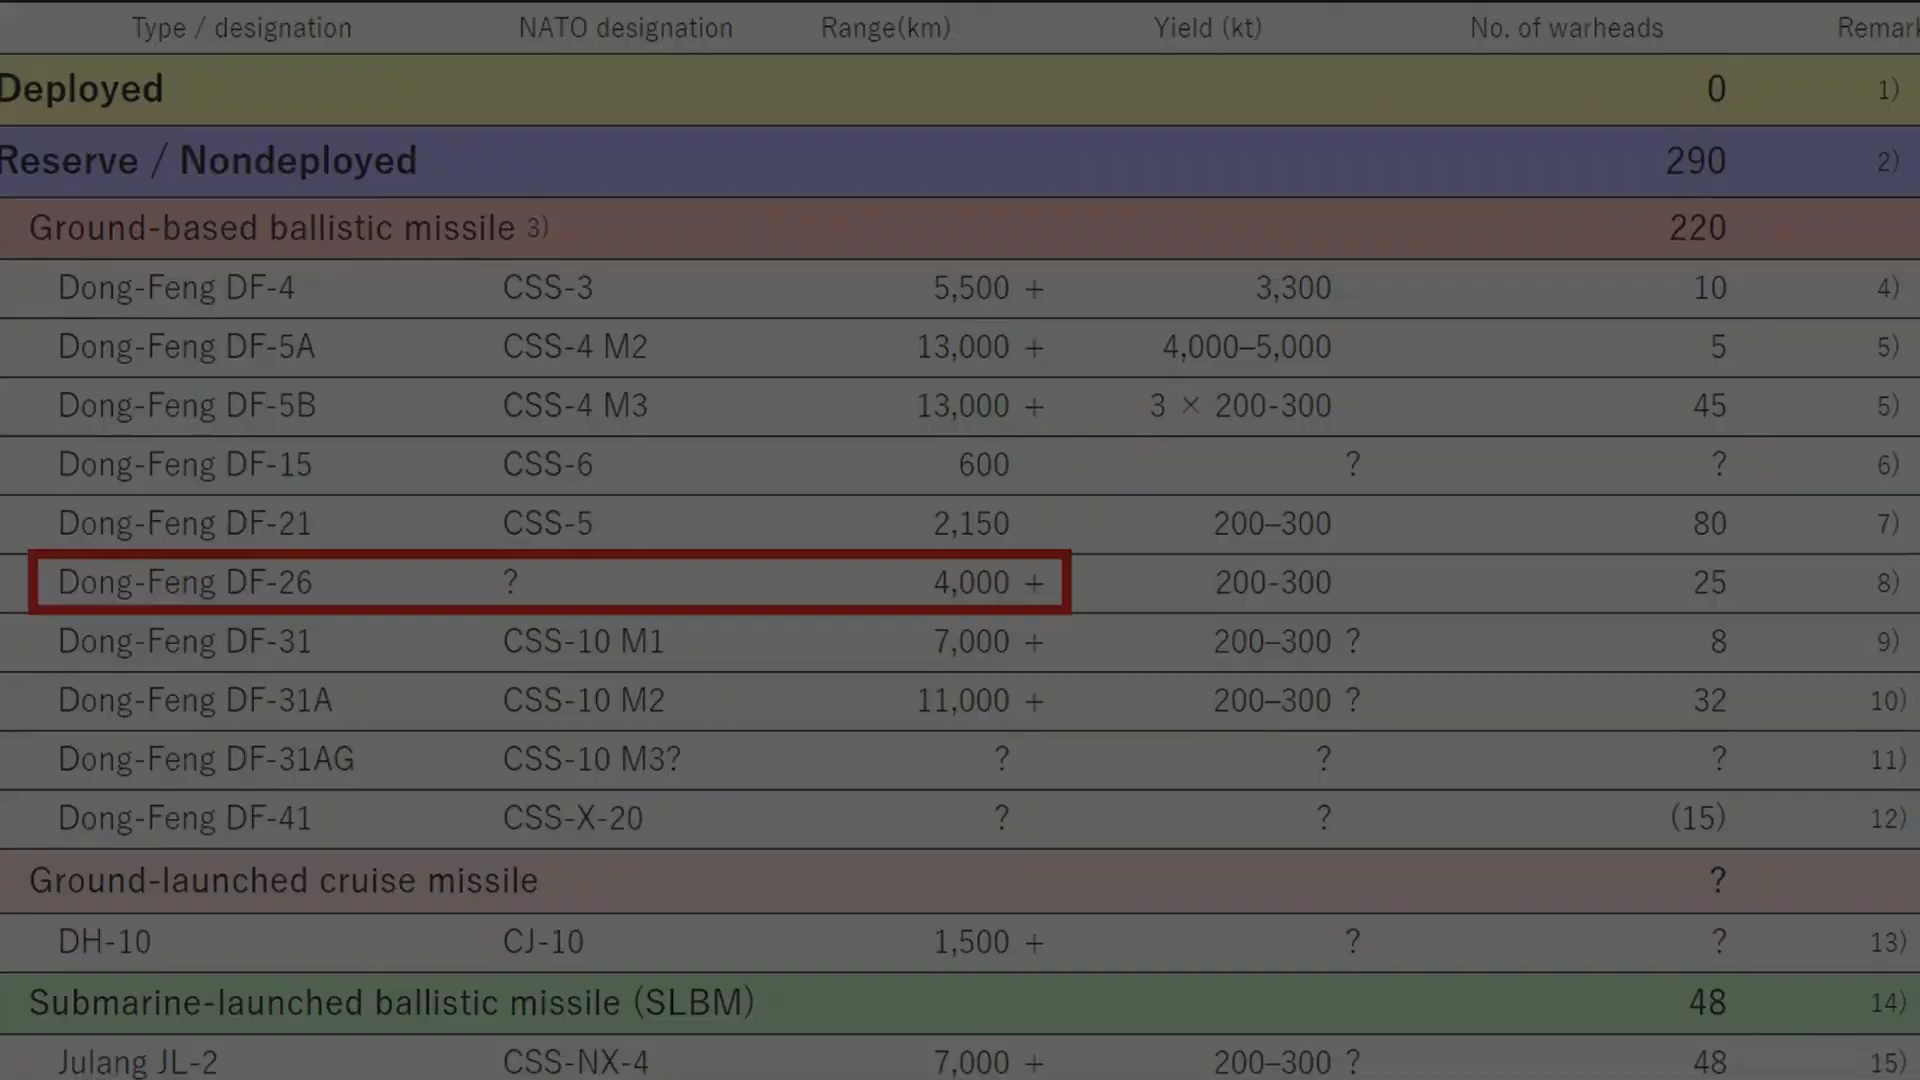 Type / designation NATO designation Range(km) Yield (kt) No. of warheads Remark
Deployed 0 1)
Reserve / Nondeployed 290 2)
Ground-based ballistic missile 3) 220
Dong-Feng DF-4 CSS-3 5,500 + 3,300 10 4)
Dong-Feng DF-5A CSS-4 M2 13,000 + 4,000–5,000 5 5)
Dong-Feng DF-5B CSS-4 M3 13,000 + 3 × 200-300 45 5)
Dong-Feng DF-15 CSS-6 600 ? ? 6)
Dong-Feng DF-21 CSS-5 2,150 200–300 80 7)
Dong-Feng DF-26 ? 4,000 + 200-300 25 8)
Dong-Feng DF-31 CSS-10 M1 7,000 + 200–300 ? 8 9)
Dong-Feng DF-31A CSS-10 M2 11,000 + 200–300 ? 32 10)
Dong-Feng DF-31AG CSS-10 M3? ? ? ? 11)
Dong-Feng DF-41 CSS-X-20 ? ? (15) 12)
Ground-launched cruise missile ?
DH-10 CJ-10 1,500 + ? ? 13)
Submarine-launched ballistic missile (SLBM) 48 14)
Julang JL-2 CSS-NX-4 7,000 + 200–300 ? 48 15)